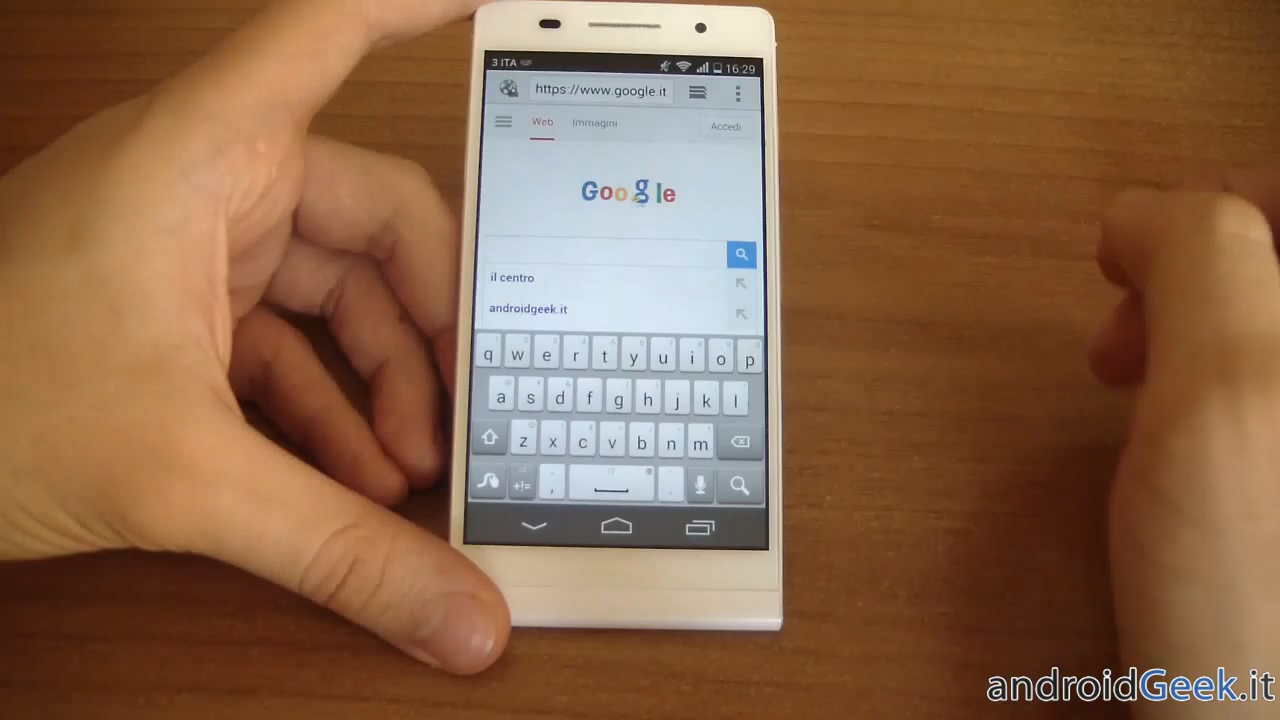 3 ITA 16:29
https://www.google.it
Web Immagini Accedi
Google
il centro
androidgeek.it
q w e r t y u i o p
a s d f g h j k l
z x c v b n m
+!= , .
androidGeek.it